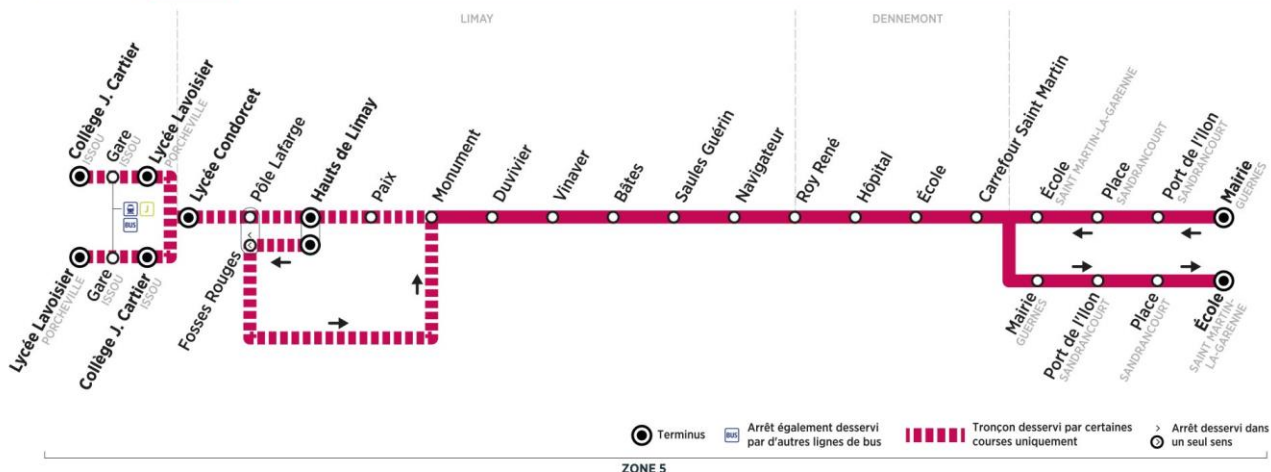 LIMAY
DENNEMONT
Collège J. Cartier
ISSOU
Gare
ISSOU
Lycée Lavoisier
PORCHEVILLE
Lycée Condorcet
Pôle Lafarge
Hauts de Limay
Paix
Monument
Duvivier
Vinaver
Bâtes
Saules Guérin
Navigateur
Roy René
Hôpital
École
Carrefour Saint Martin
École
SAINT MARTIN-LA-GARENNE
Place
SANDRANCOURT
Port de l'Ilon
SANDRANCOURT
Mairie
GUERNES
J
BUS
Lycée Lavoisier
PORCHEVILLE
Gare
ISSOU
Collège J. Cartier
ISSOU
Fosses Rouges
Mairie
GUERNES
Port de l'Ilon
SANDRANCOURT
Place
SANDRANCOURT
École
SAINT MARTIN-
LA-GARENNE
Terminus
BUS
Arrêt également desservi
par d'autres lignes de bus
Tronçon desservi par certaines
courses uniquement
Arrêt desservi dans
un seul sens
ZONE 5